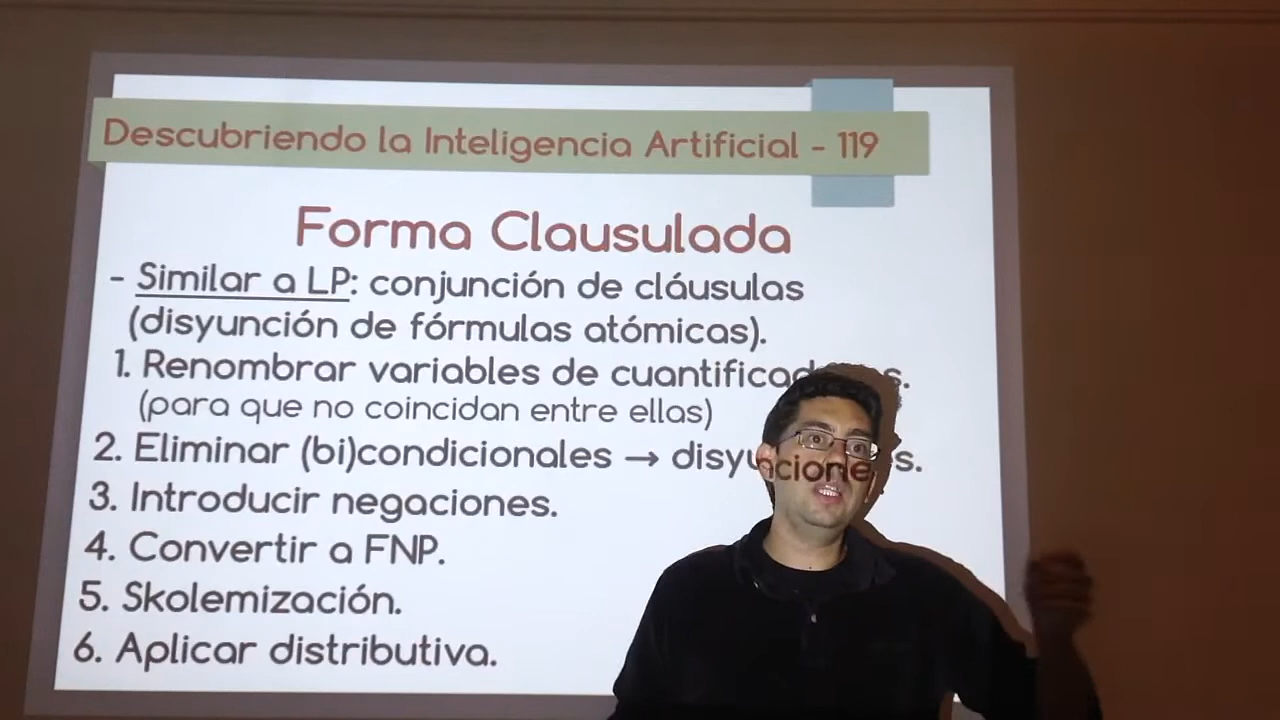 Descubriendo la Inteligencia Artificial - 119
Forma Clausulada
- Similar a LP: conjunción de cláusulas
(disyunción de fórmulas atómicas).
1. Renombrar variables de cuantificadores.
(para que no coincidan entre ellas)
2. Eliminar (bi)condicionales → disyunciones.
3. Introducir negaciones.
4. Convertir a FNP.
5. Skolemización.
6. Aplicar distributiva.